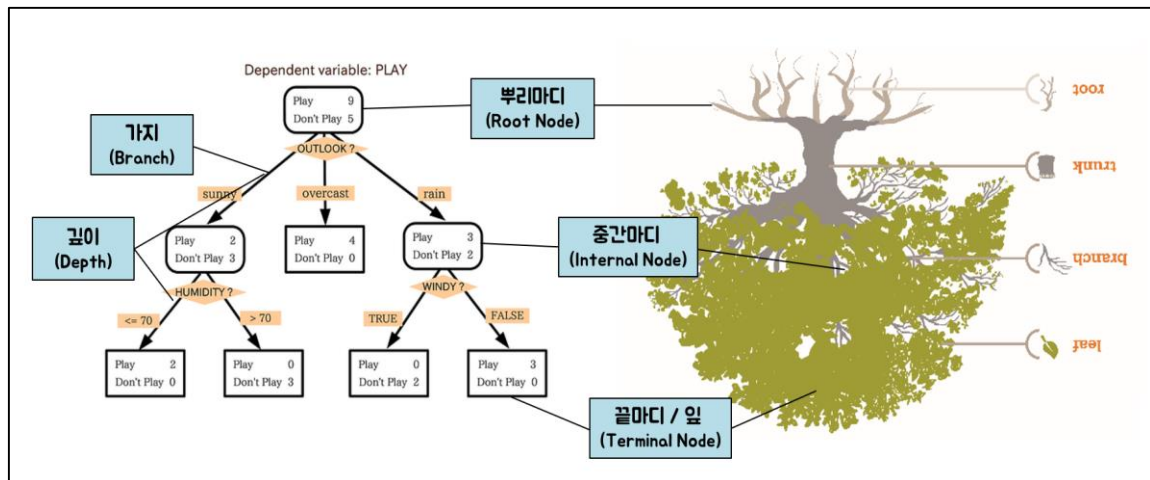 Dependent variable: PLAY
Play 9
Don't Play 5
OUTLOOK ?
sunny
overcast
rain
Play 2
Don't Play 3
Play 4
Don't Play 0
Play 3
Don't Play 2
HUMIDITY ?
WINDY ?
<= 70
> 70
TRUE
FALSE
Play 2
Don't Play 0
Play 0
Don't Play 3
Play 0
Don't Play 2
Play 3
Don't Play 0
가지
(Branch)
깊이
(Depth)
뿌리마디
(Root Node)
중간마디
(Internal Node)
끝마디 / 잎
(Terminal Node)
root
trunk
branch
leaf